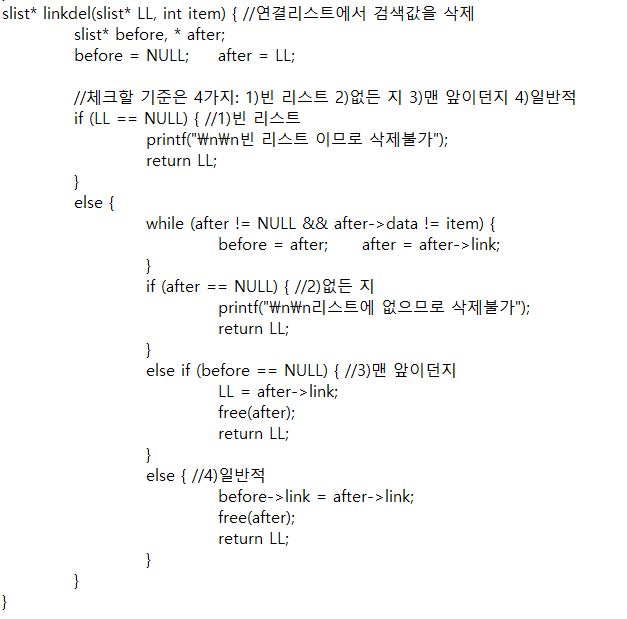 slist* linkdel(slist* LL, int item) { //연결리스트에서 검색값을 삭제
slist* before, * after;
before = NULL; after = LL;
//체크할 기준은 4가지: 1)빈 리스트 2)없든 지 3)맨 앞이던지 4)일반적
if (LL == NULL) { //1)빈 리스트
printf("₩n₩n빈 리스트 이므로 삭제불가");
return LL;
}
else {
while (after != NULL && after->data != item) {
before = after; after = after->link;
}
if (after == NULL) { //2)없든 지
printf("₩n₩n리스트에 없으므로 삭제불가");
return LL;
}
else if (before == NULL) { //3)맨 앞이던지
LL = after->link;
free(after);
return LL;
}
else { //4)일반적
before->link = after->link;
free(after);
return LL;
}
}
}